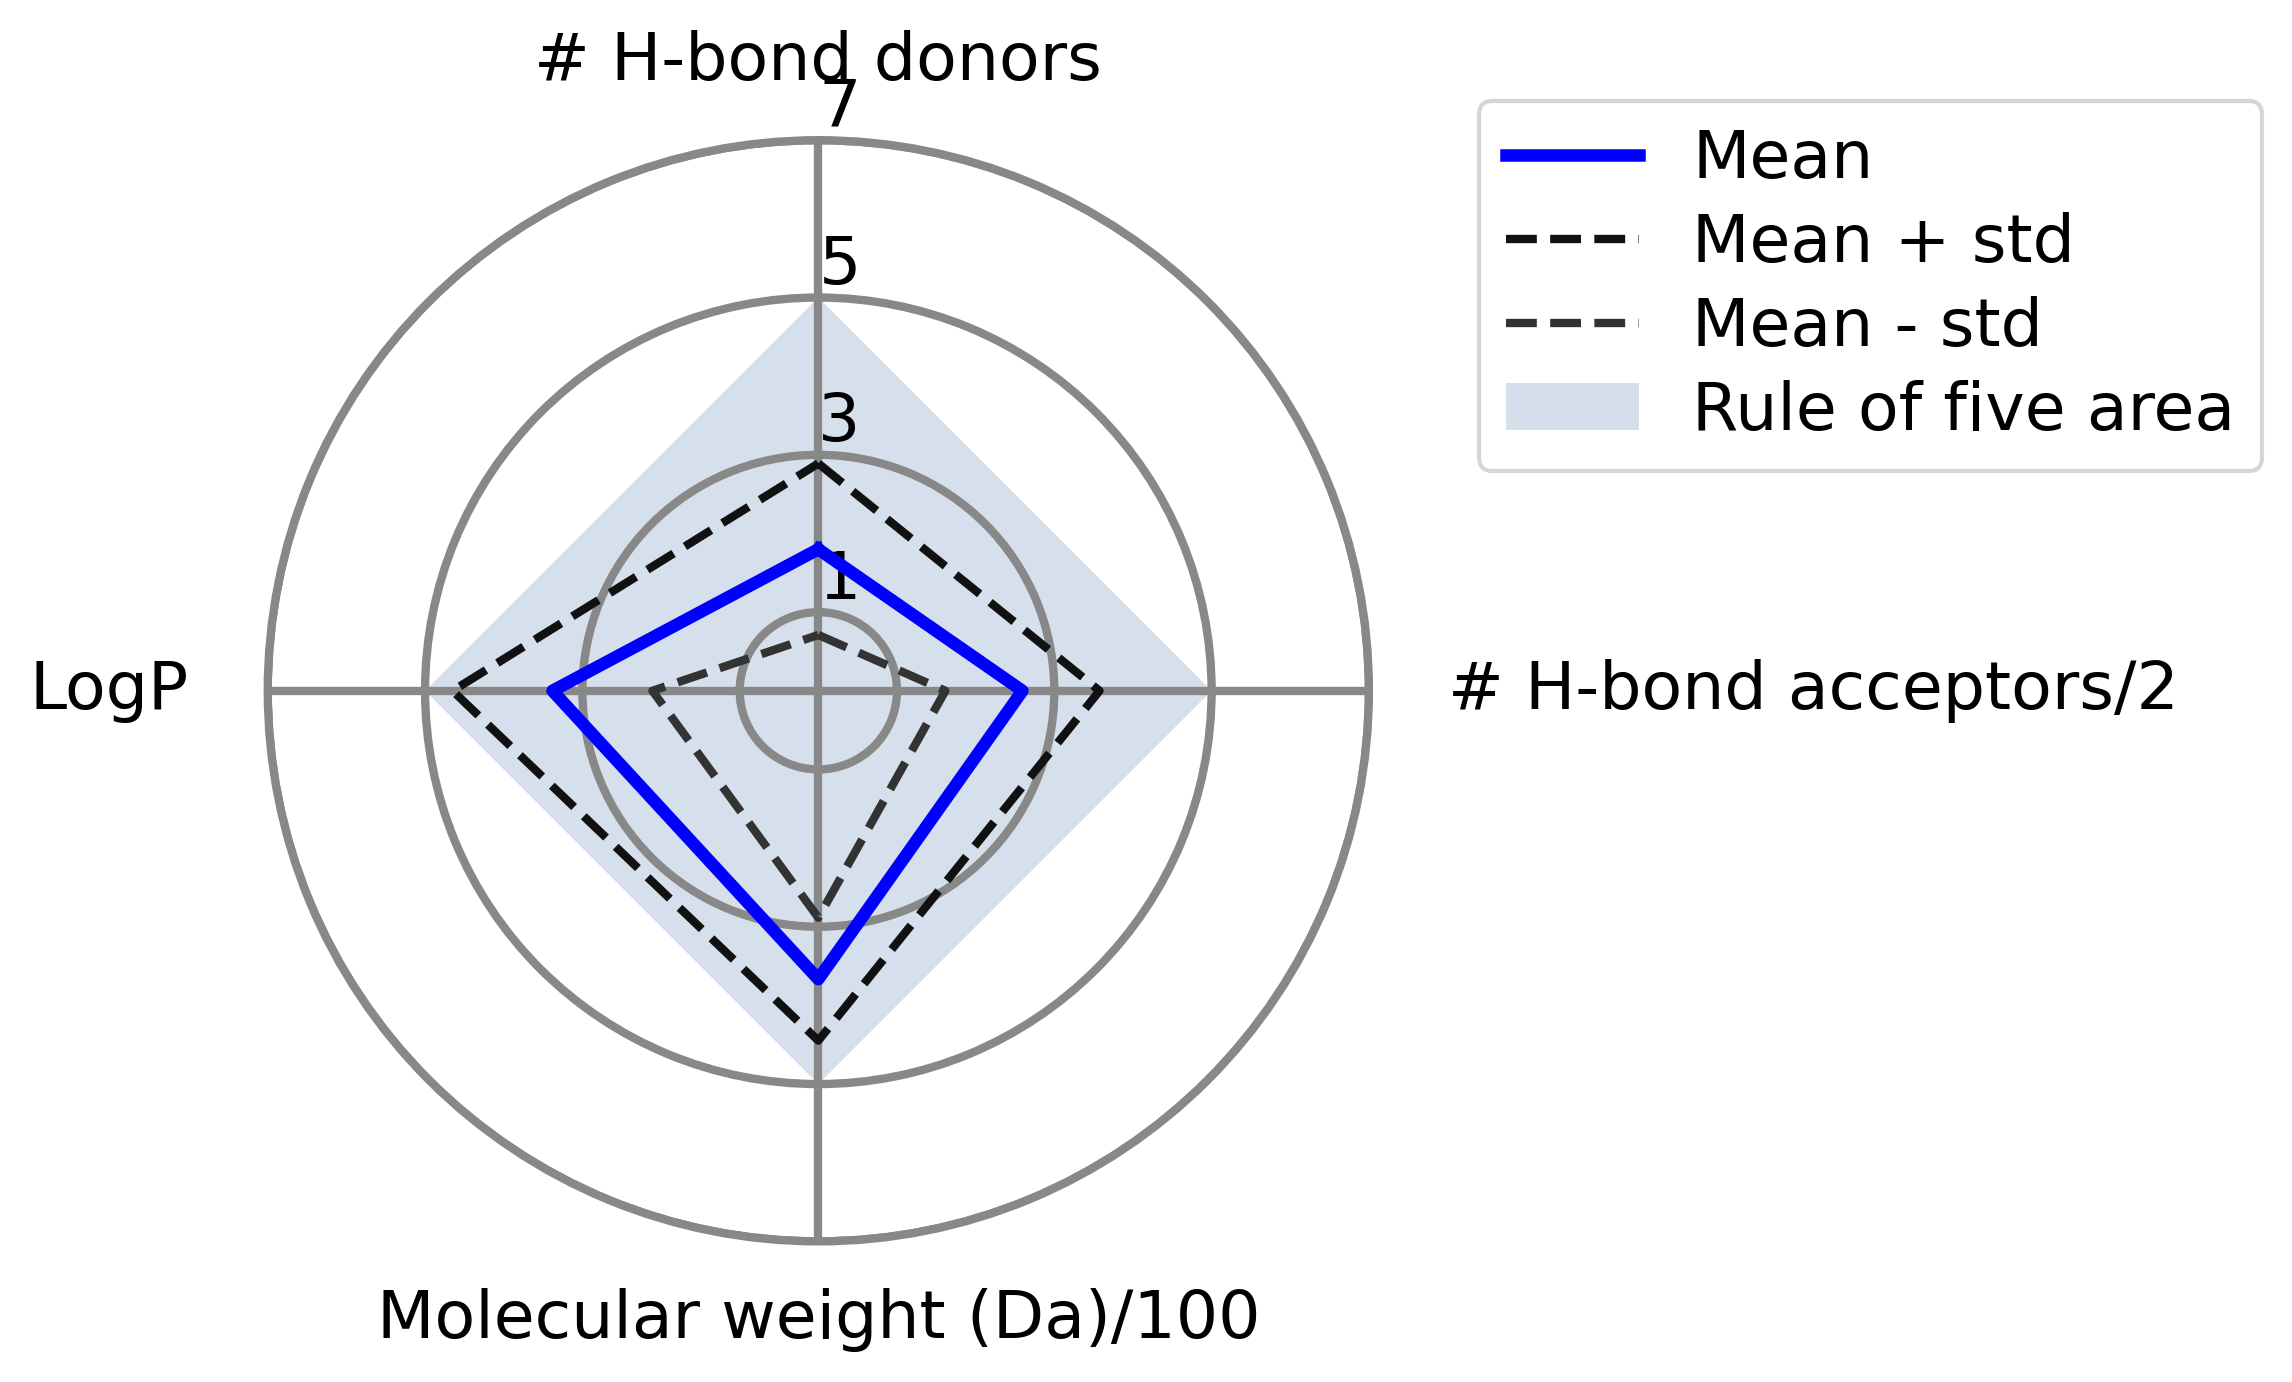 # H-bond donors
7
5
3
1
LogP
# H-bond acceptors/2
Molecular weight (Da)/100
Mean
Mean + std
Mean - std
Rule of five area